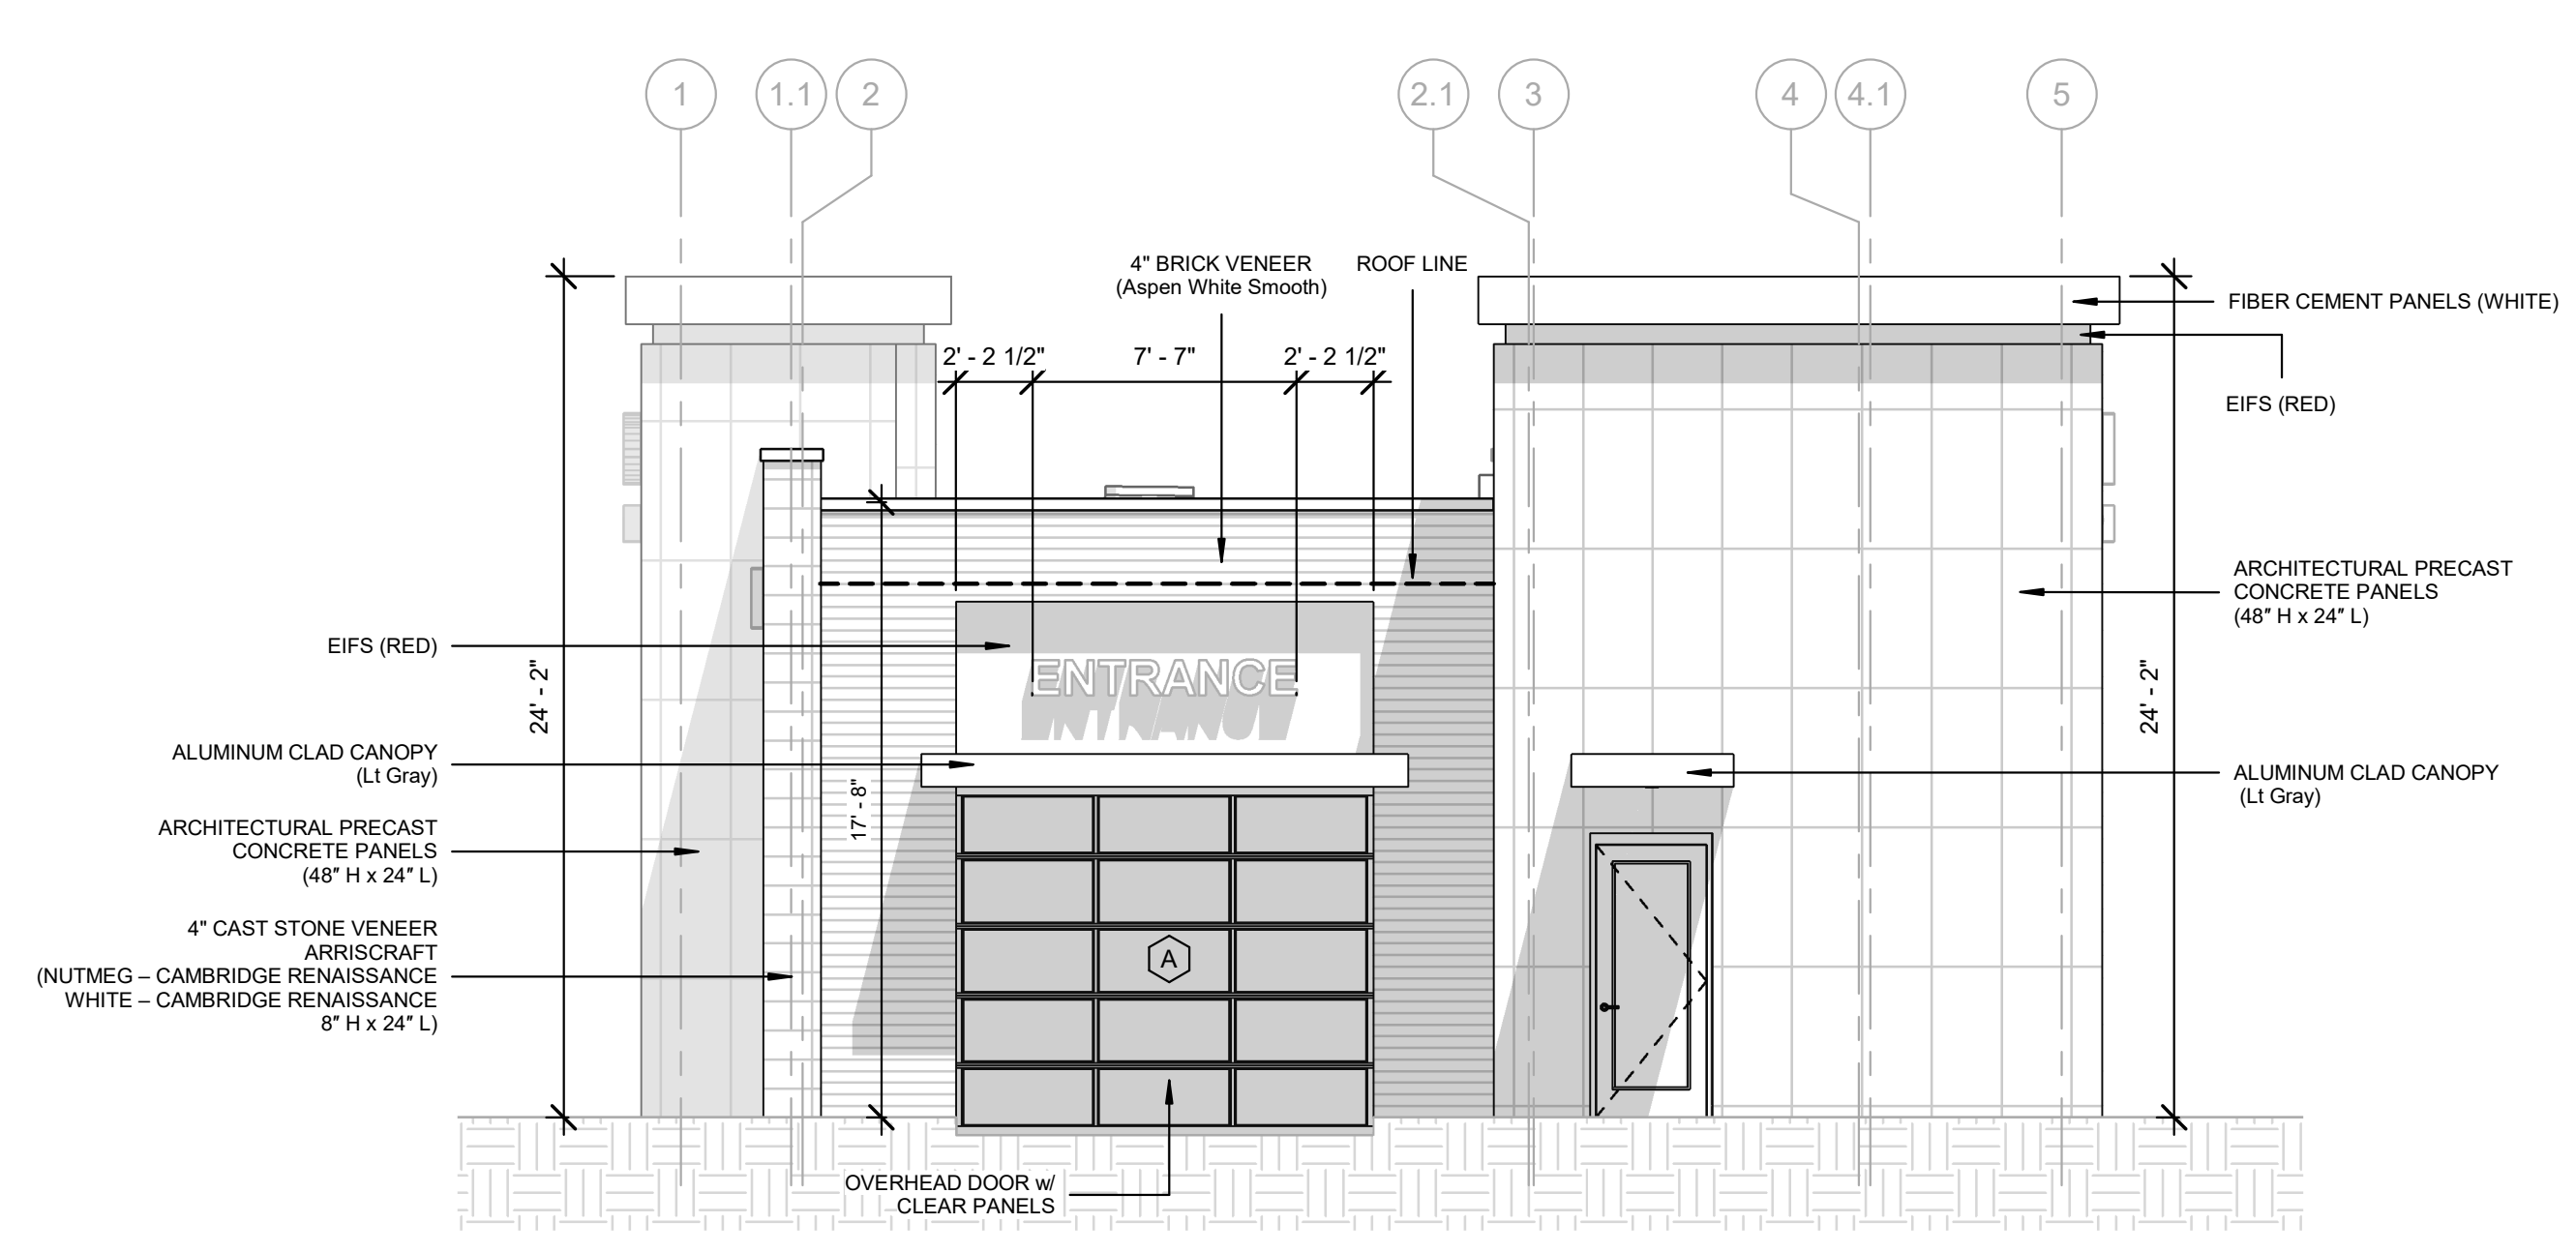 1
1.1
2
2.1
3
4
4.1
5
4" BRICK VENEER
(Aspen White Smooth)
ROOF LINE
FIBER CEMENT PANELS (WHITE)
2' - 2 1/2"
7' - 7"
2' - 2 1/2"
EIFS (RED)
ARCHITECTURAL PRECAST
CONCRETE PANELS
(48″ H x 24″ L)
EIFS (RED)
ENTRANCE
24' - 2"
24' - 2"
ALUMINUM CLAD CANOPY
(Lt Gray)
17' - 8"
ALUMINUM CLAD CANOPY
(Lt Gray)
ARCHITECTURAL PRECAST
CONCRETE PANELS
(48″ H x 24″ L)
4" CAST STONE VENEER
ARRISCRAFT
(NUTMEG – CAMBRIDGE RENAISSANCE
WHITE – CAMBRIDGE RENAISSANCE
8″ H x 24″ L)
A
OVERHEAD DOOR w/
CLEAR PANELS